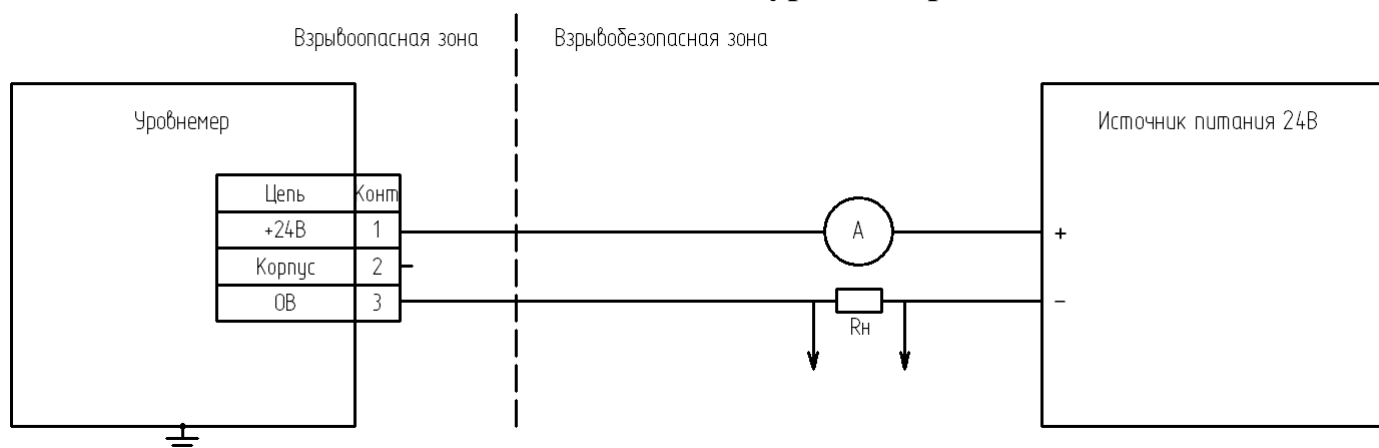 Взрывоопасная зона
Взрывобезопасная зона
Уровнемер
Источник питания 24В
Цепь Конт
+24В 1
А
+
Корпус 2
0В 3
−
Rн